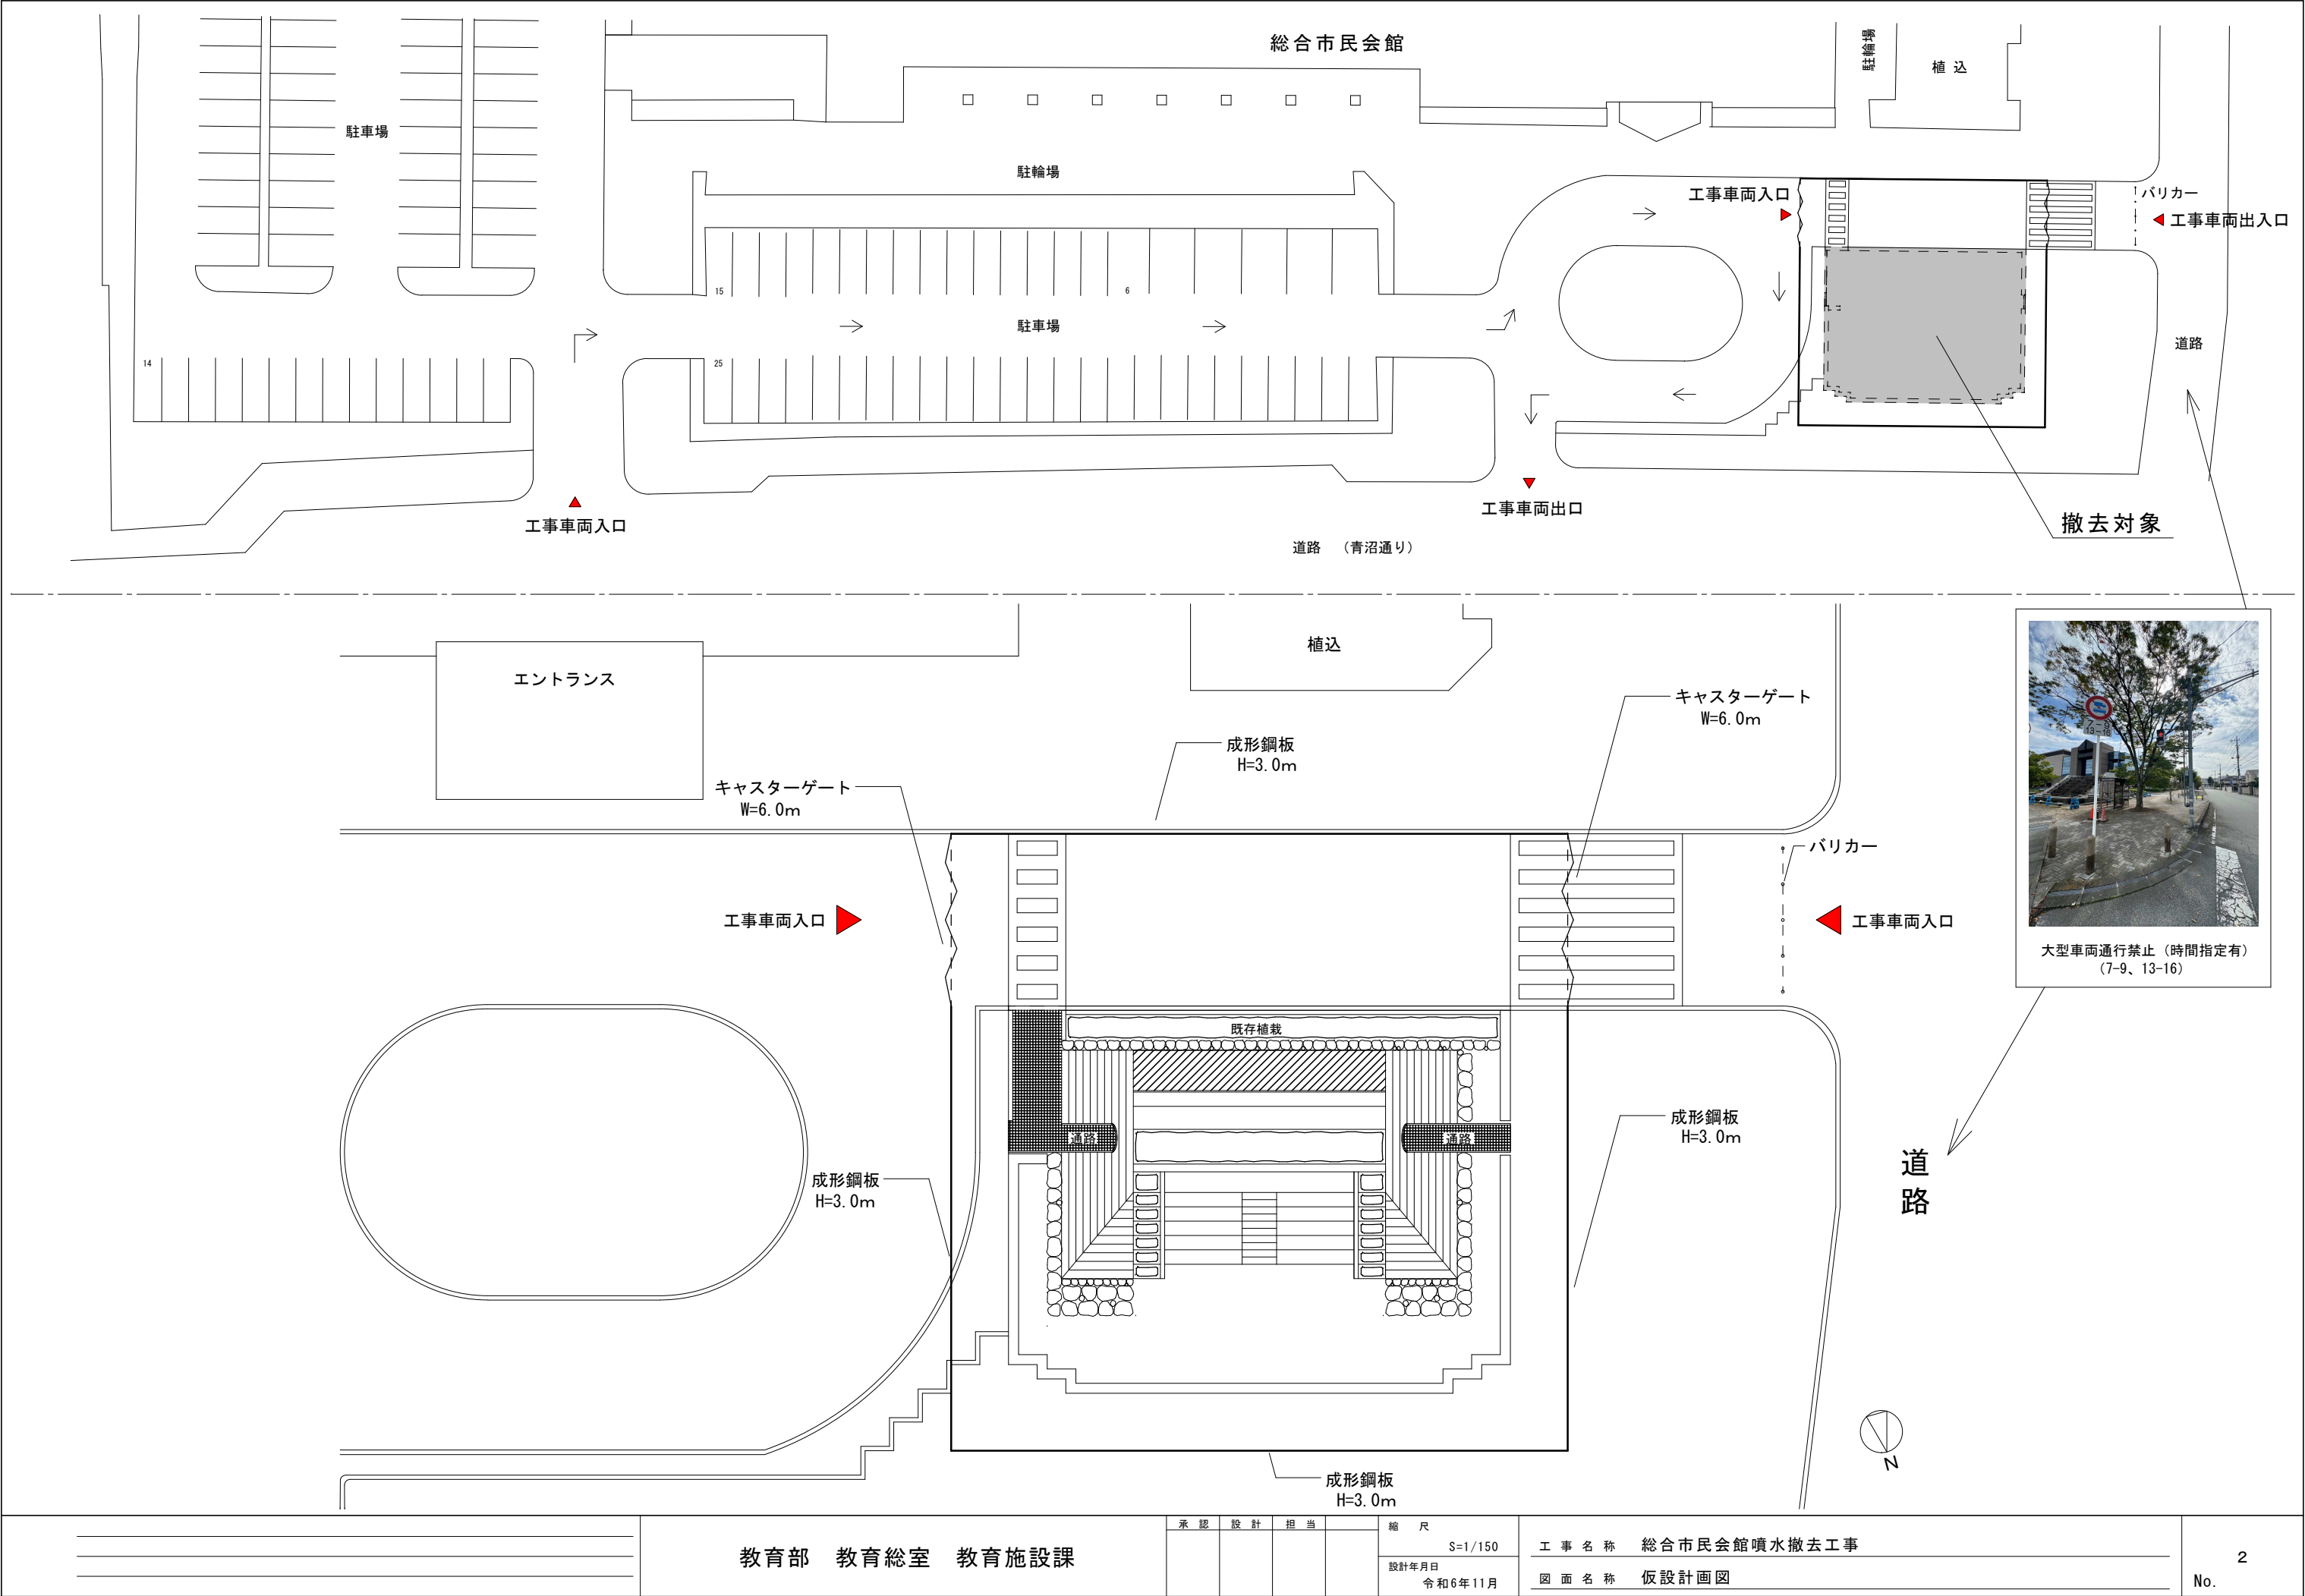 総合市民会館
駐輪場
植 込
駐車場
駐輪場
工事車両入口
バリカー
工事車両出入口
15
6
駐車場
道路
14
25
工事車両入口
工事車両出口
撤去対象
道路 （青沼通り）
エントランス
植込
キャスターゲート
W=6.0m
成形鋼板
H=3.0m
キャスターゲート
W=6.0m
バリカー
工事車両入口
工事車両入口
13-16
大型車両通行禁止（時間指定有）
（7-9、13-16）
既存植栽
通路
通路
成形鋼板
H=3.0m
成形鋼板
H=3.0m
道路
成形鋼板
H=3.0m
N
教育部 教育総室 教育施設課
承 認
設 計
担 当
縮 尺
S=1/150
設計年月日
令和6年11月
工 事 名 称 総合市民会館噴水撤去工事
図 面 名 称 仮設計画図
2
No.